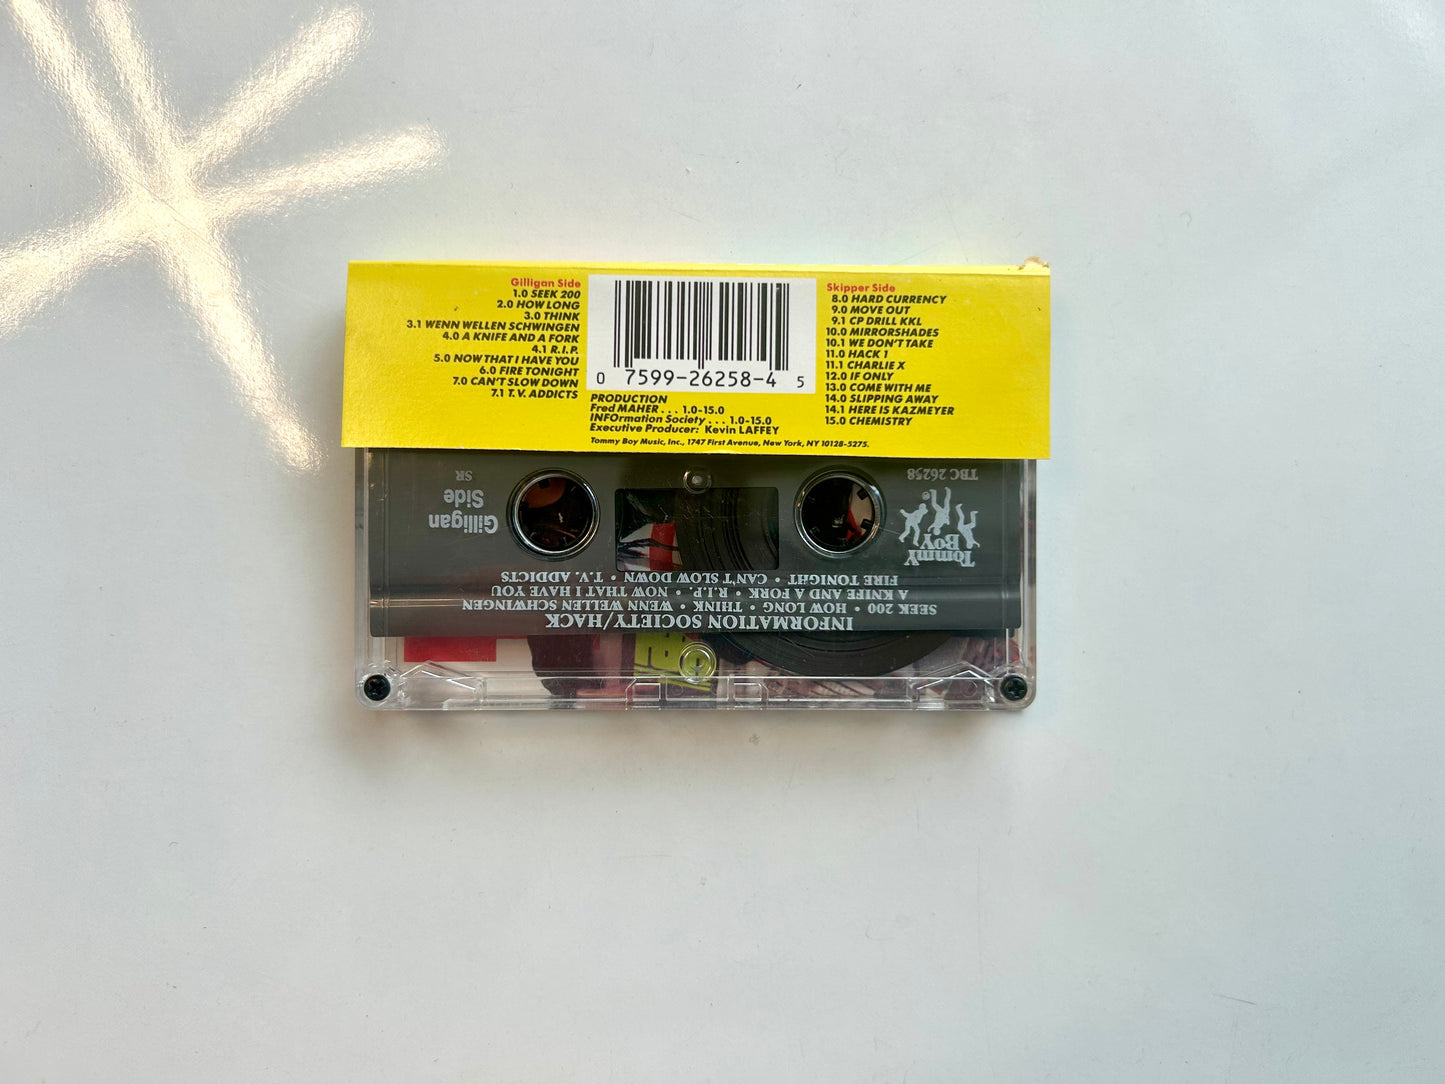 Gilligan Side
1.0 SEEK 200
2.0 HOW LONG
3.0 THINK
3.1 WENN WELLEN SCHWINGEN
4.0 A KNIFE AND A FORK
4.1 R.I.P.
5.0 NOW THAT I HAVE YOU
6.0 FIRE TONIGHT
7.0 CAN'T SLOW DOWN
7.1 T.V. ADDICTS
0 7599-26258-4 5
PRODUCTION
Fred MAHER . . . 1.0-15.0
INFOrmation Society . . . 1.0-15.0
Executive Producer: Kevin LAFFEY
Tommy Boy Music, Inc., 1747 First Avenue, New York, NY 10128-5275.
Skipper Side
8.0 HARD CURRENCY
9.0 MOVE OUT
9.1 CP DRILL KKL
10.0 MIRRORSHADES
10.1 WE DON'T TAKE
11.0 HACK 1
11.1 CHARLIE X
12.0 IF ONLY
13.0 COME WITH ME
14.0 SLIPPING AWAY
14.1 HERE IS KAZMEYER
15.0 CHEMISTRY
INFORMATION SOCIETY/HACK
SEEK 200 • HOW LONG • THINK • WENN WELLEN SCHWINGEN
A KNIFE AND A FORK • R.I.P. • NOW THAT I HAVE YOU
FIRE TONIGHT • CAN'T SLOW DOWN • T.V. ADDICTS
Tommy
Boy®
Gilligan
Side
TBC 26258
SR